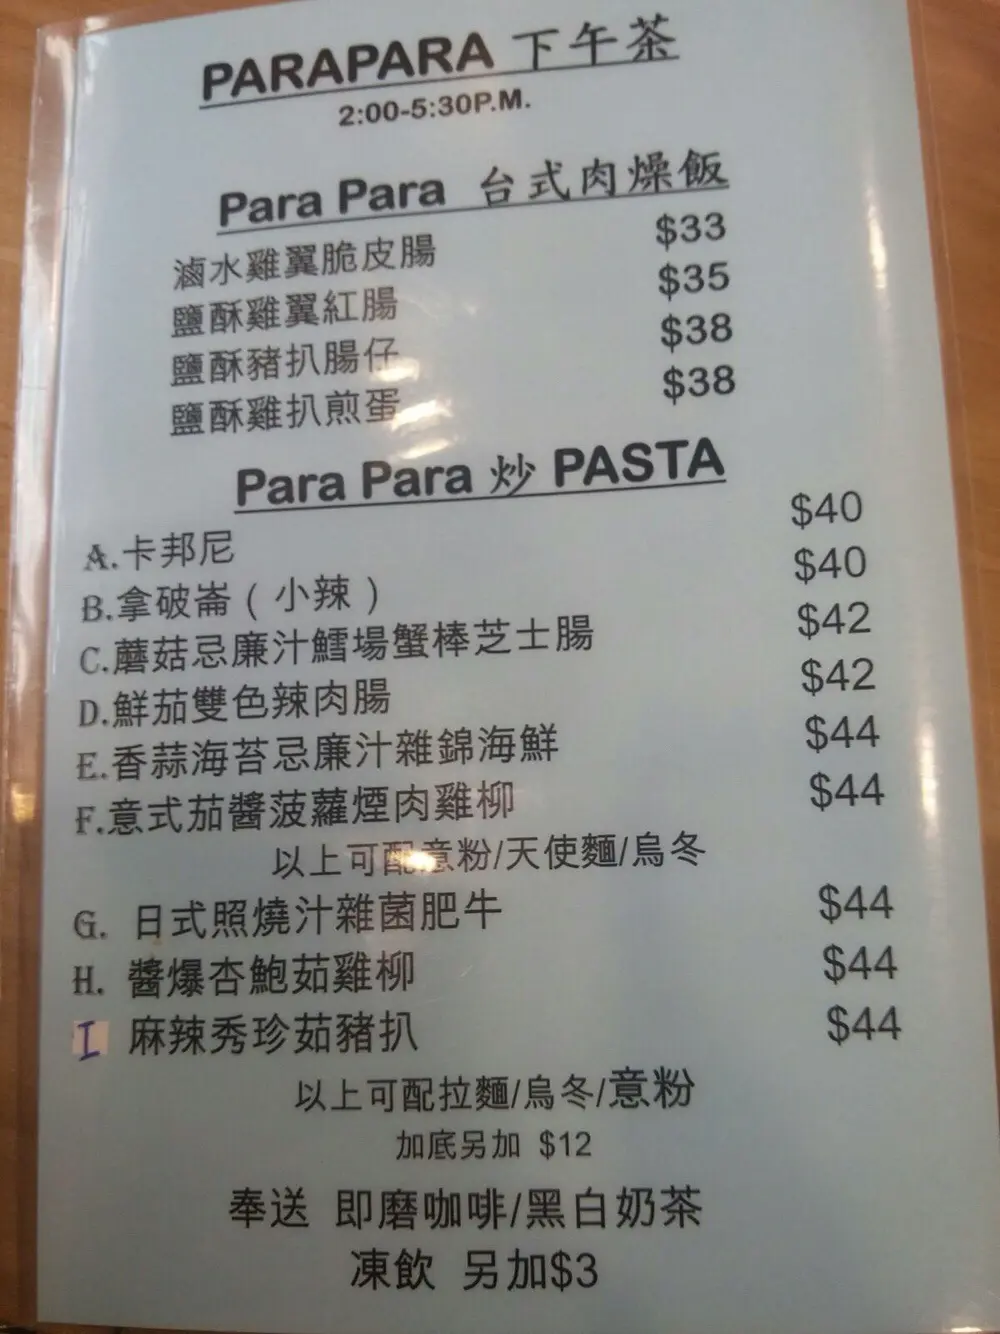 PARAPARA 下午茶
2:00-5:30P.M.
Para Para 台式肉燥飯
滷水雞翼脆皮腸 $33
鹽酥雞翼紅腸 $35
鹽酥豬扒腸仔 $38
鹽酥雞扒煎蛋 $38
Para Para 炒 PASTA
A.卡邦尼 $40
B.拿破崙（小辣） $40
C.蘑菇忌廉汁鱈場蟹棒芝士腸 $42
D.鮮茄雙色辣肉腸 $42
E.香蒜海苔忌廉汁雜錦海鮮 $44
F.意式茄醬菠蘿煙肉雞柳 $44
以上可配意粉/天使麵/烏冬
G. 日式照燒汁雜菌肥牛 $44
H. 醬爆杏鮑茹雞柳 $44
I 麻辣秀珍茹豬扒 $44
以上可配拉麵/烏冬/意粉
加底另加 $12
奉送 即磨咖啡/黑白奶茶
凍飲 另加$3